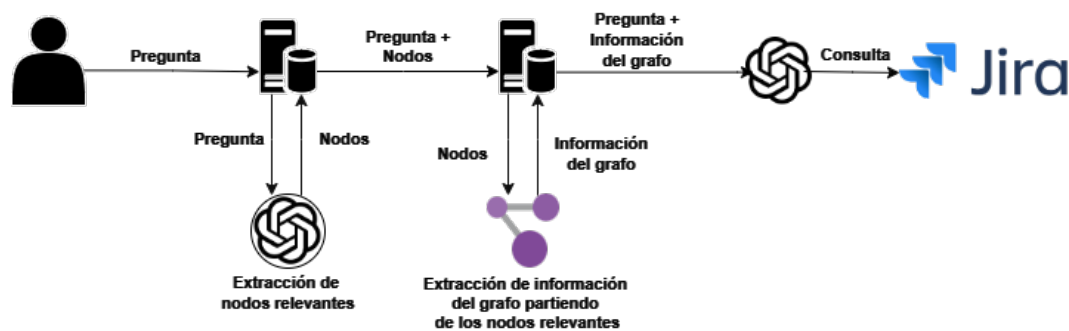 Pregunta
Pregunta +
Nodos
Pregunta +
Información
del grafo
Consulta
Jira
Pregunta
Nodos
Nodos
Información
del grafo
Extracción de
nodos relevantes
Extracción de información
del grafo partiendo
de los nodos relevantes